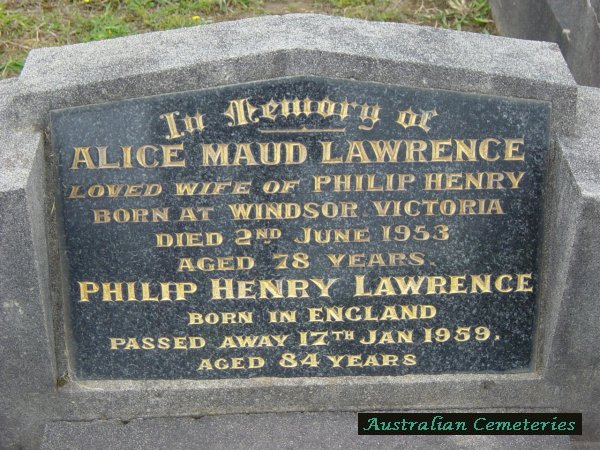 In Memory of
ALICE MAUD LAWRENCE
LOVED WIFE OF PHILIP HENRY
BORN AT WINDSOR VICTORIA
DIED 2ND JUNE 1953
AGED 78 YEARS.
PHILIP HENRY LAWRENCE
BORN IN ENGLAND
PASSED AWAY 17TH JAN 1959.
AGED 84 YEARS
Australian Cemeteries